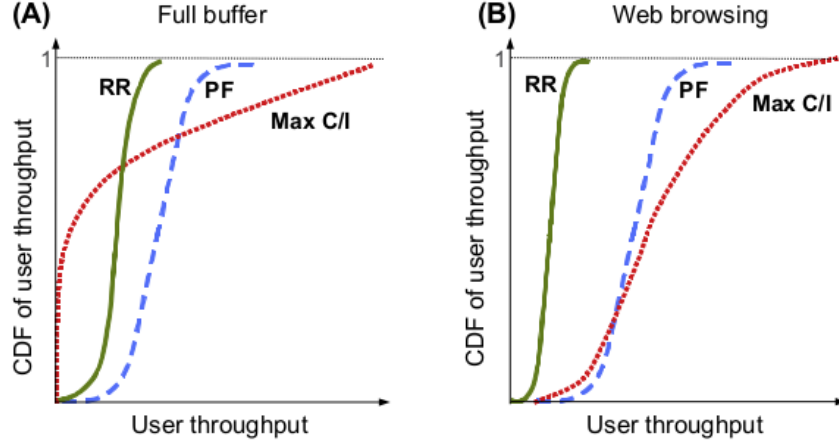 (A) Full buffer
1
RR
PF
Max C/I
CDF of user throughput
User throughput
(B) Web browsing
1
RR
PF
Max C/I
CDF of user throughput
User throughput